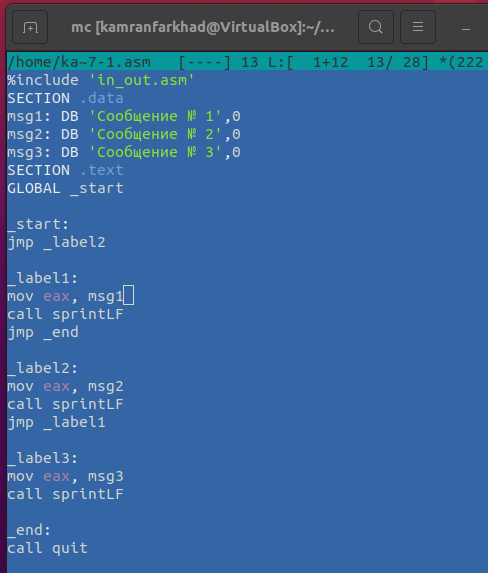 mc [kamranfarkhad@VirtualBox]:~/...
/home/ka~7-1.asm [----] 13 L:[ 1+12 13/ 28] *(222
%include 'in_out.asm'
SECTION .data
msg1: DB 'Сообщение № 1',0
msg2: DB 'Сообщение № 2',0
msg3: DB 'Сообщение № 3',0
SECTION .text
GLOBAL _start
_start:
jmp _label2
_label1:
mov eax, msg1
call sprintLF
jmp _end
_label2:
mov eax, msg2
call sprintLF
jmp _label1
_label3:
mov eax, msg3
call sprintLF
_end:
call quit